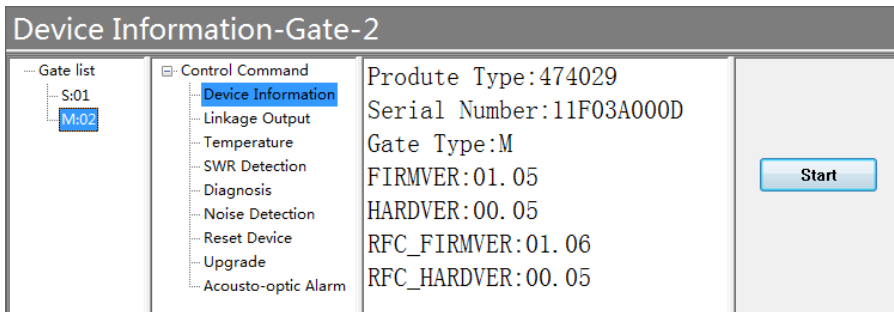 Device Information-Gate-2
Gate list
S:01
M:02
Control Command
Device Information
Linkage Output
Temperature
SWR Detection
Diagnosis
Noise Detection
Reset Device
Upgrade
Acousto-optic Alarm
Produte Type:474029
Serial Number:11F03A000D
Gate Type:M
FIRMVER:01.05
HARDVER:00.05
RFC_FIRMVER:01.06
RFC_HARDVER:00.05
Start